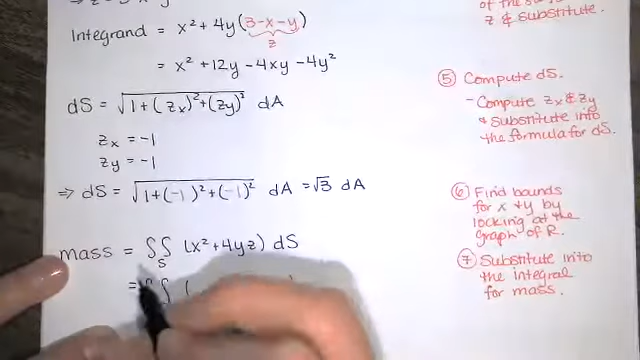 of the
z & substitute.
Integrand = x² + 4y(3-x-y)
z
= x² + 12y - 4xy - 4y²
⑤ Compute dS.
- Compute zx & zy
& substitute into
the formula for dS.
dS = √1 + (zx)² + (zy)² dA
zx = -1
zy = -1
⇒ dS = √1+(-1)²+(-1)² dA = √3 dA
⑥ Find bounds
for x & y by
looking at the
graph of R.
mass = ∬S (x² + 4yz) dS
⑦ Substitute into
the integral
for mass.
= ∫∫ (